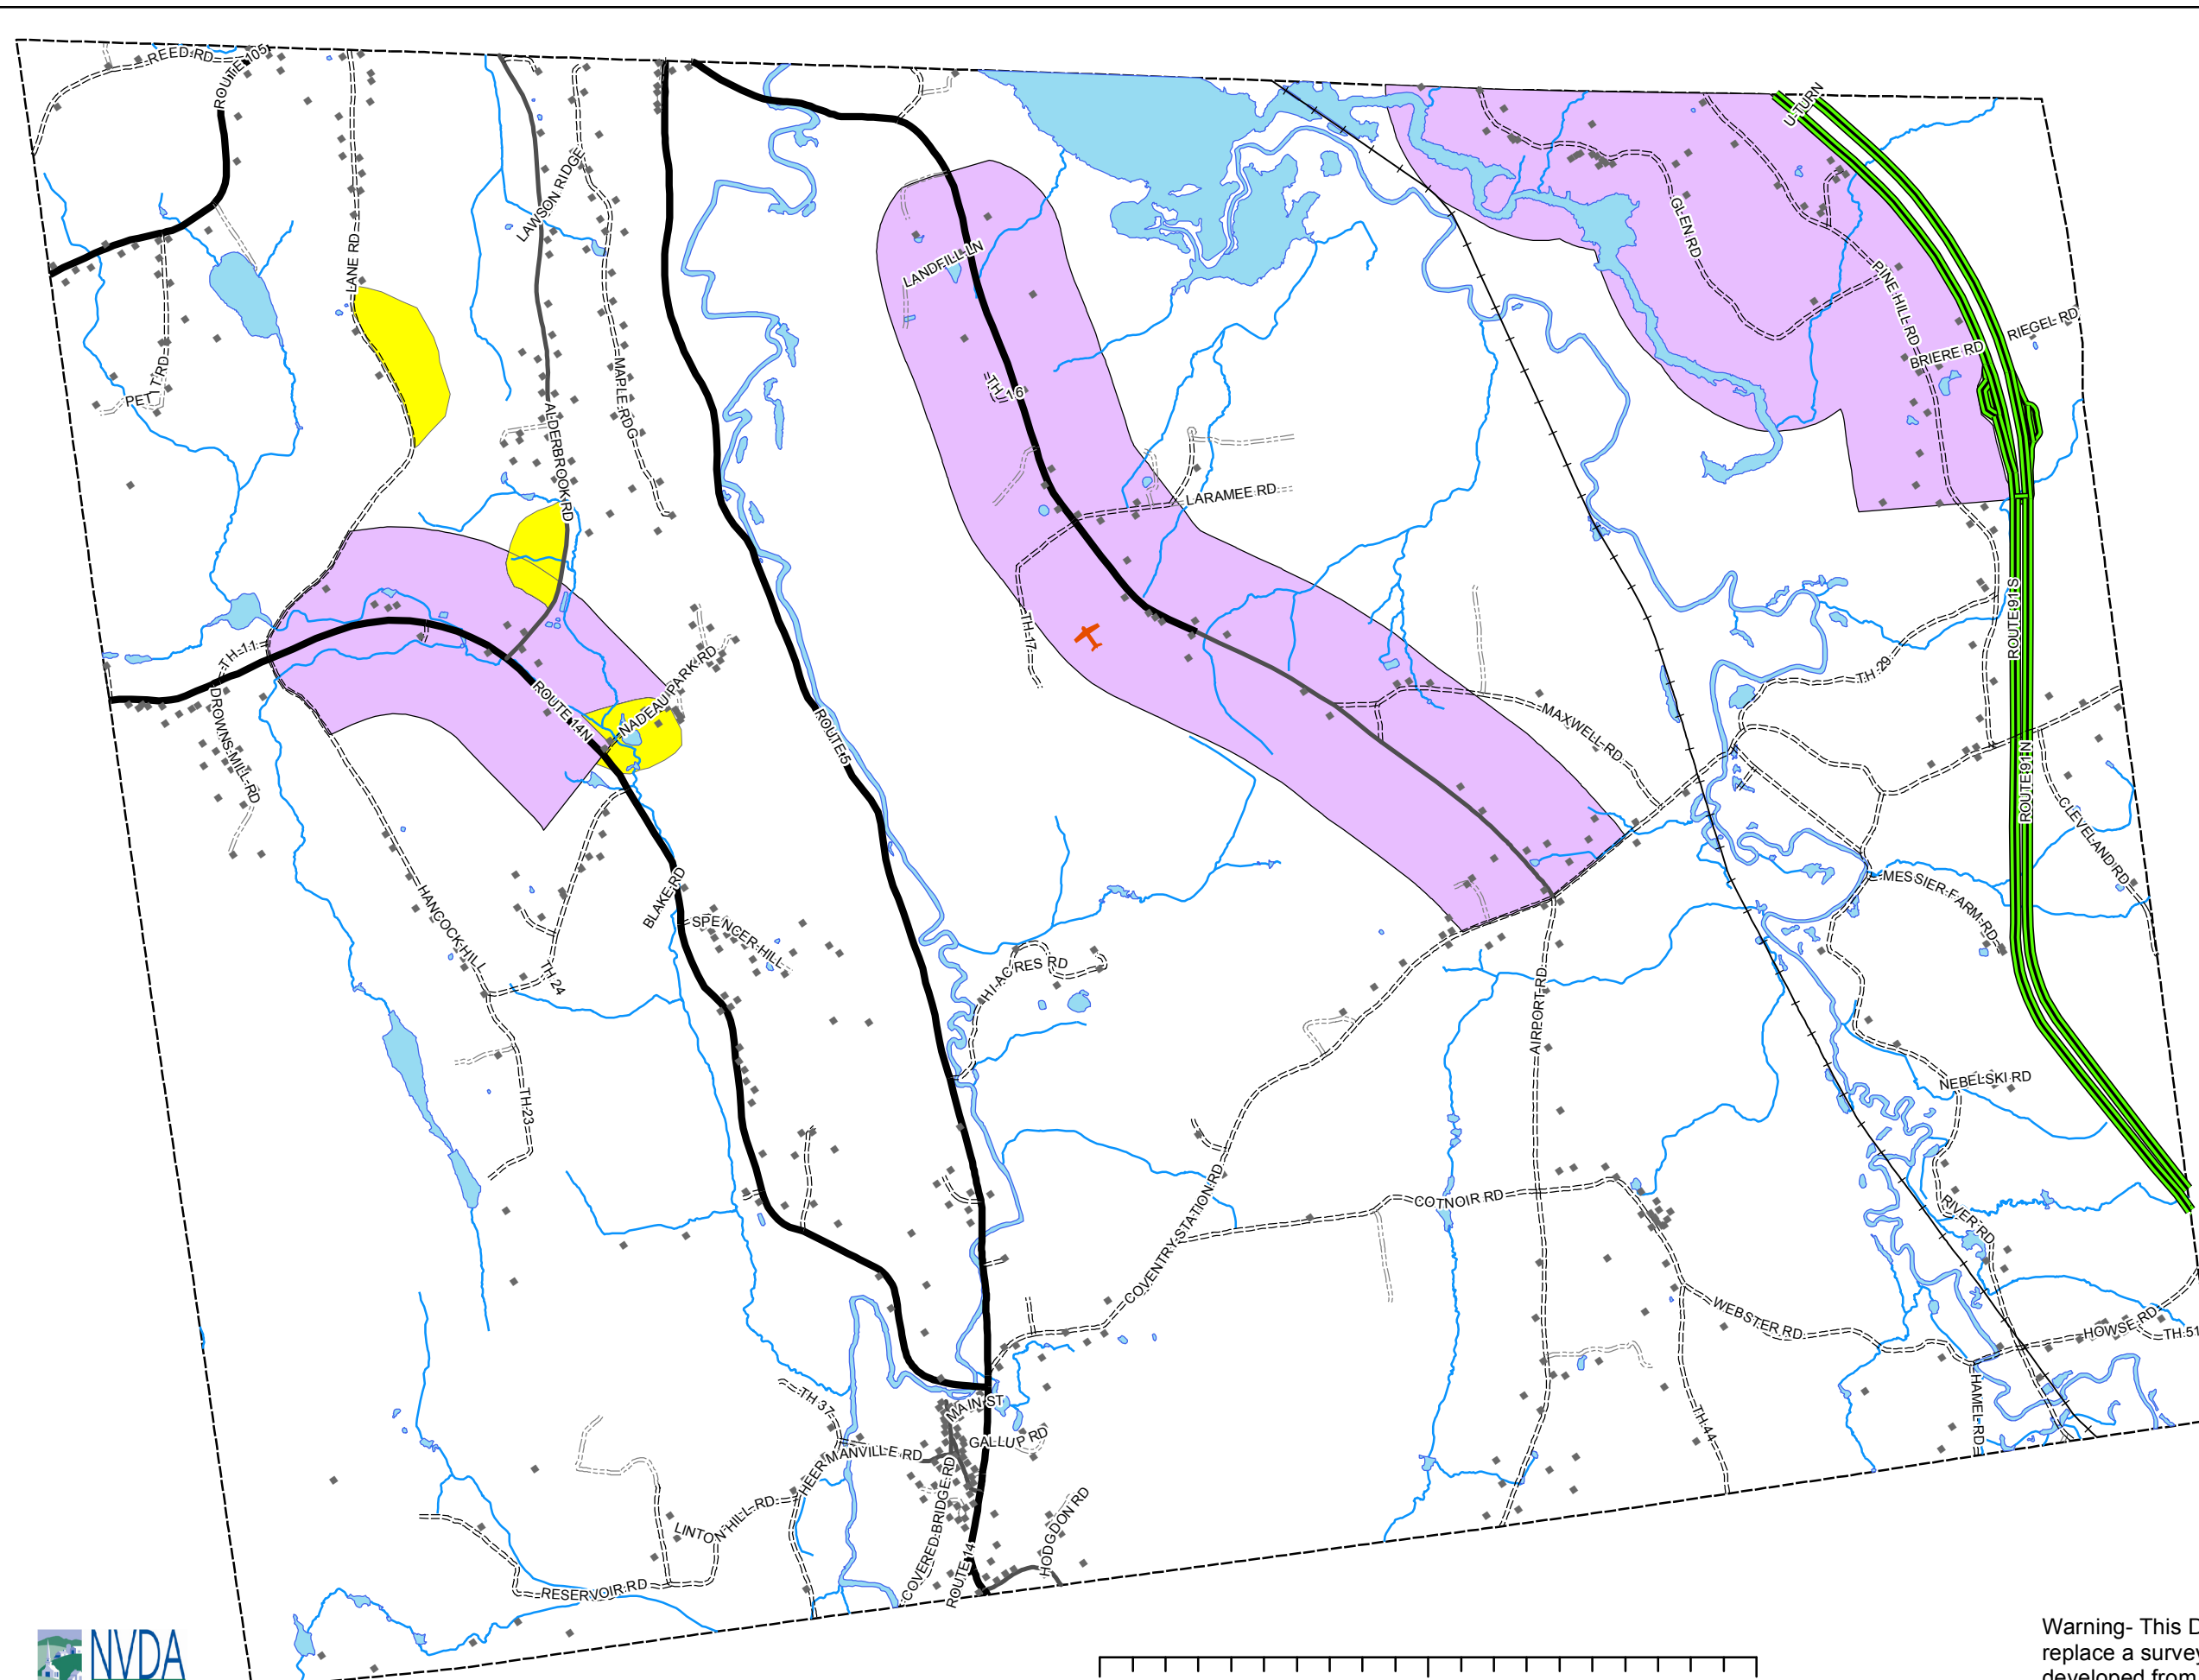 REED RD
ROUTE 105
U-TURN
LANE RD
LAWSON RIDGE
GLEN RD
LANDFILL LN
PINE HILL RD
RIEGEL RD
BRIERE RD
PET
T RD
MAPLE RDG
TH 16
ALDERBROOK RD
LARAMEE RD
TH-11
TH-17
ROUTE 91 S
TH 29
DROWNS MILL RD
ROUTE 14 N
NADEAU PARK RD
ROUTE 5
MAXWELL RD
ROUTE 91 N
CLEVELAND RD
HANCOCK HILL
BLAKE RD
SPENCER HILL
MESSIER FARM RD
TH 24
HI-ACRES RD
AIRPORT RD
TH-23
NEBELSKI RD
COVENTRY STATION RD
COTNOIR RD
RIVER RD
WEBSTER RD
HOWSE RD
TH-51
TH 37
MAIN ST
GALLUP RD
HEERMANVILLE RD
TH-44
HAMEL RD
LINTON HILL RD
COVERED BRIDGE RD
HODGDON RD
RESERVOIR RD
ROUTE 14
NVDA
Warning- This D
replace a survey
developed from